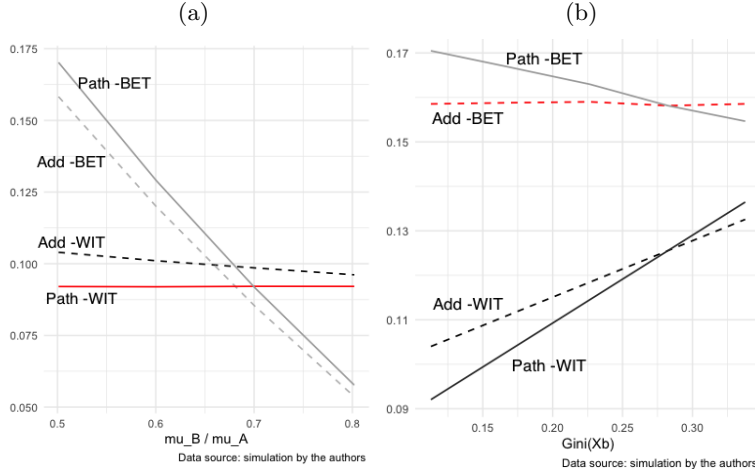 (a)
0.175
Path -BET
0.150
Add -BET
0.125
Add -WIT
0.100
Path -WIT
0.075
0.050
0.5 0.6 0.7 0.8
mu_B / mu_A
Data source: simulation by the authors
(b)
0.17
Path -BET
0.15
Add -BET
0.13
Add -WIT
0.11
Path -WIT
0.09
0.15 0.20 0.25 0.30
Gini(Xb)
Data source: simulation by the authors